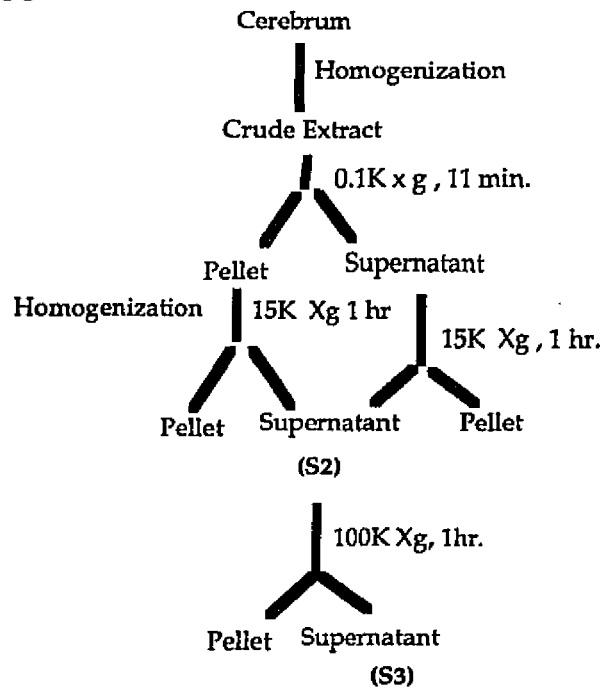 Cerebrum
Homogenization
Crude Extract
0.1K x g , 11 min.
Pellet Supernatant
Homogenization 15K Xg 1 hr
15K Xg , 1 hr.
Pellet Supernatant Pellet
(S2)
100K Xg, 1hr.
Pellet Supernatant
(S3)